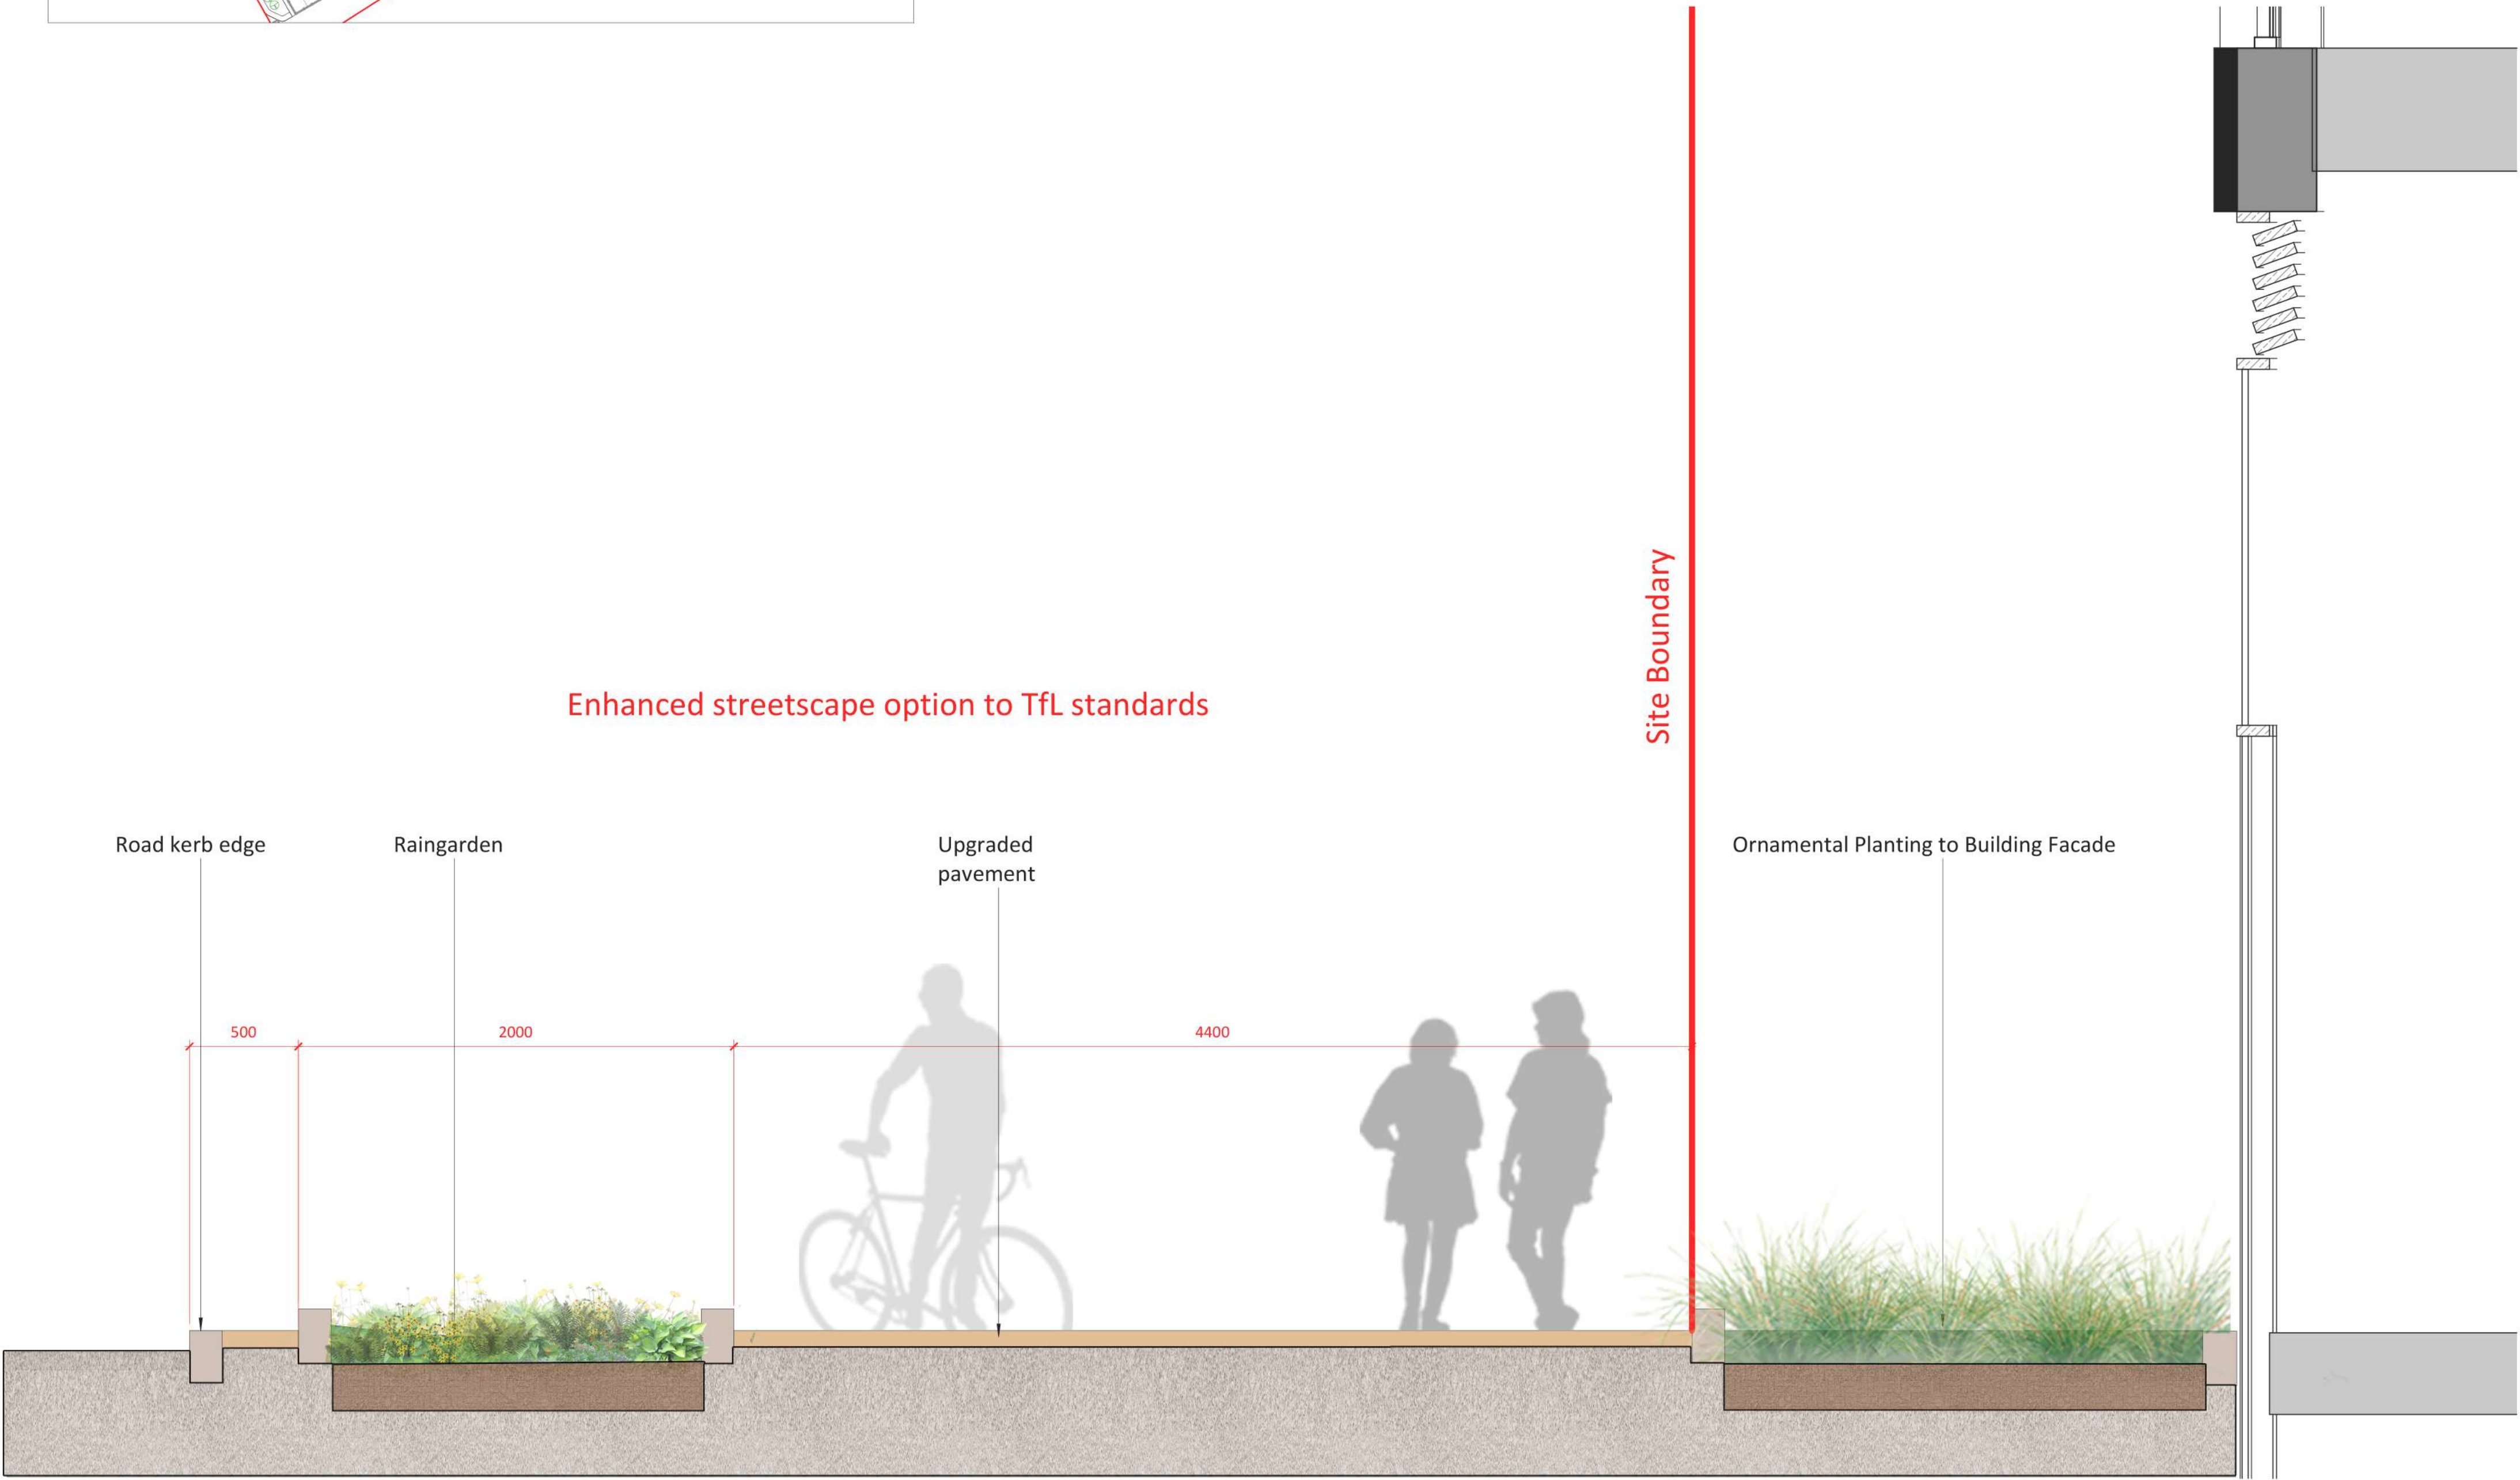 Site Boundary
Enhanced streetscape option to TfL standards
Road kerb edge
Raingarden
Upgraded
pavement
Ornamental Planting to Building Facade
500
2000
4400